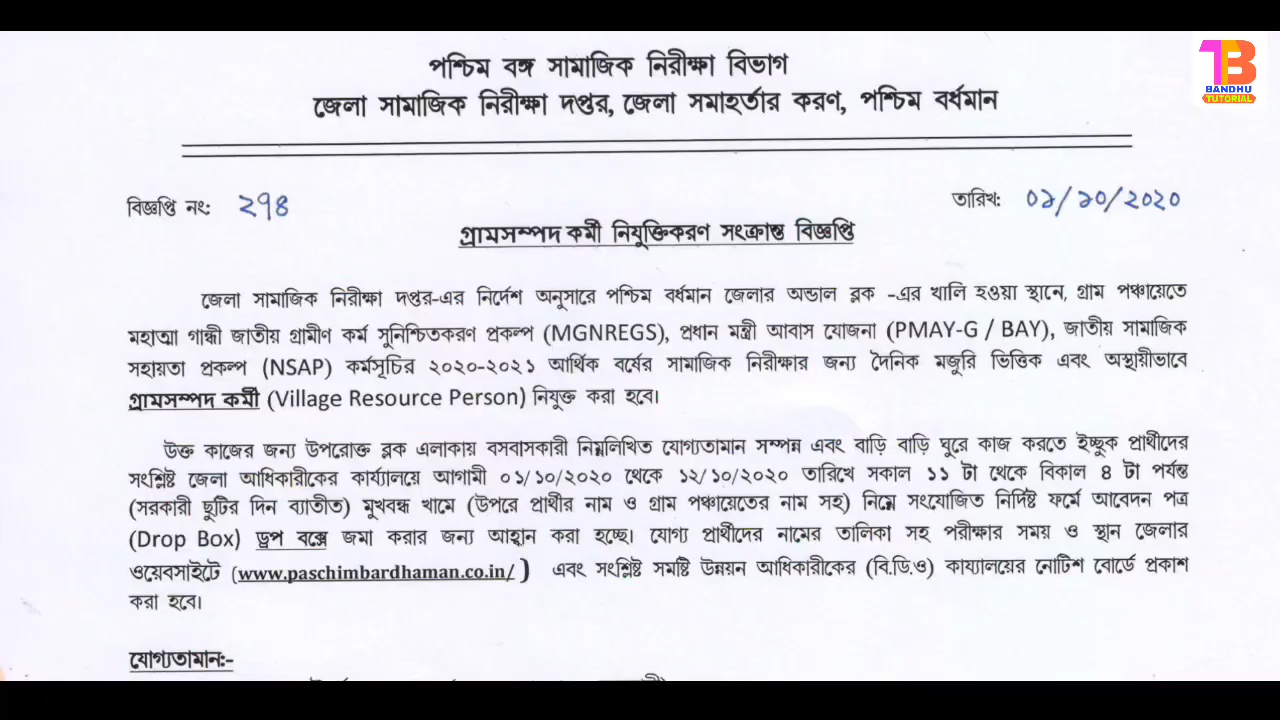 পশ্চিম বঙ্গ সামাজিক নিরীক্ষা বিভাগ
জেলা সামাজিক নিরীক্ষা দপ্তর, জেলা সমাহর্তার করণ, পশ্চিম বর্ধমান
TB
BANDHU
TUTORIAL
বিজ্ঞপ্তি নং: ২৭৪
তারিখ: ০১/১০/২০২০
গ্রামসম্পদ কর্মী নিযুক্তিকরণ সংক্রান্ত বিজ্ঞপ্তি
জেলা সামাজিক নিরীক্ষা দপ্তর-এর নির্দেশ অনুসারে পশ্চিম বর্ধমান জেলার অন্ডাল ব্লক -এর খালি হওয়া স্থানে, গ্রাম পঞ্চায়েতে
মহাত্মা গান্ধী জাতীয় গ্রামীণ কর্ম সুনিশ্চিতকরণ প্রকল্প (MGNREGS), প্রধান মন্ত্রী আবাস যোজনা (PMAY-G / BAY), জাতীয় সামাজিক
সহায়তা প্রকল্প (NSAP) কর্মসূচির ২০২০-২০২১ আর্থিক বর্ষের সামাজিক নিরীক্ষার জন্য দৈনিক মজুরি ভিত্তিক এবং অস্থায়ীভাবে
গ্রামসম্পদ কর্মী (Village Resource Person) নিযুক্ত করা হবে।
উক্ত কাজের জন্য উপরোক্ত ব্লক এলাকায় বসবাসকারী নিম্নলিখিত যোগ্যতামান সম্পন্ন এবং বাড়ি বাড়ি ঘুরে কাজ করতে ইচ্ছুক প্রার্থীদের
সংশ্লিষ্ট জেলা আধিকারীকের কার্য্যালয়ে আগামী ০১/১০/২০২০ থেকে ১২/১০/২০২০ তারিখে সকাল ১১ টা থেকে বিকাল ৪ টা পর্যন্ত
(সরকারী ছুটির দিন ব্যাতীত) মুখবন্ধ খামে (উপরে প্রার্থীর নাম ও গ্রাম পঞ্চায়েতের নাম সহ) নিম্নে সংযোজিত নির্দিষ্ট ফর্মে আবেদন পত্র
(Drop Box) ড্রপ বক্সে জমা করার জন্য আহ্বান করা হচ্ছে। যোগ্য প্রার্থীদের নামের তালিকা সহ পরীক্ষার সময় ও স্থান জেলার
ওয়েবসাইটে (www.paschimbardhaman.co.in/ ) এবং সংশ্লিষ্ট সমষ্টি উন্নয়ন আধিকারীকের (বি.ডি.ও) কায্যালয়ের নোটিশ বোর্ডে প্রকাশ
করা হবে।
যোগ্যতামান:-